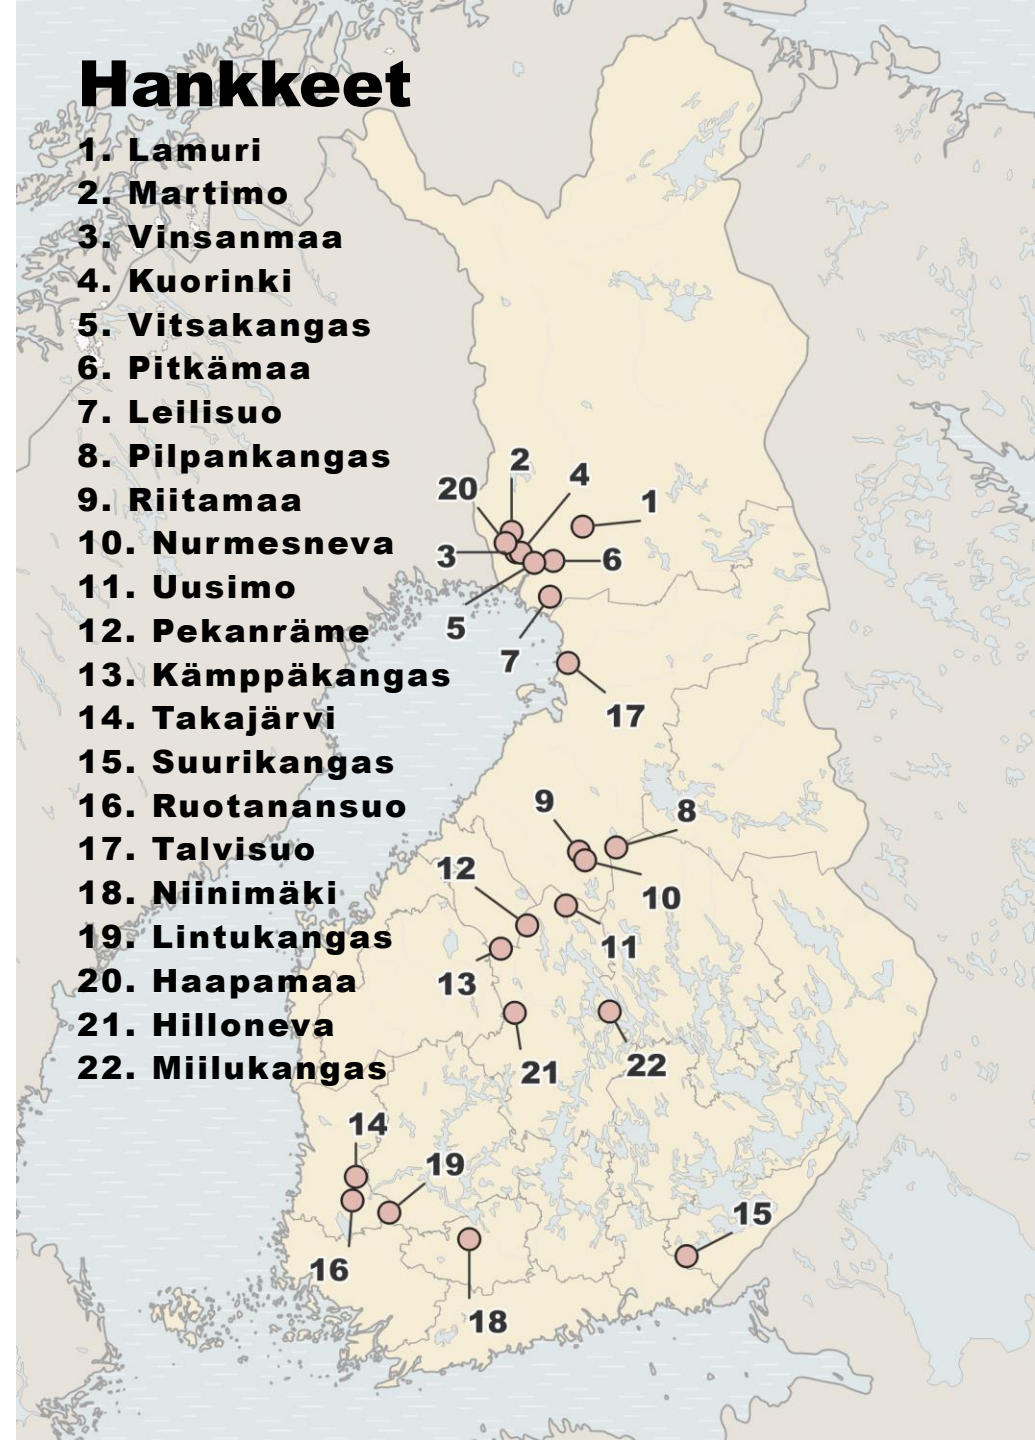 Hankkeet
1. Lamuri
2. Martimo
3. Vinsanmaa
4. Kuorinki
5. Vitsakangas
6. Pitkämaa
7. Leilisuo
8. Pilpankangas
9. Riitamaa
10. Nurmesneva
11. Uusimo
12. Pekanräme
13. Kämppäkangas
14. Takajärvi
15. Suurikangas
16. Ruotanansuo
17. Talvisuo
18. Niinimäki
19. Lintukangas
20. Haapamaa
21. Hilloneva
22. Miilukangas
2
4
20
1
3
6
5
7
17
9
8
12
10
11
13
22
21
14
19
15
16
18